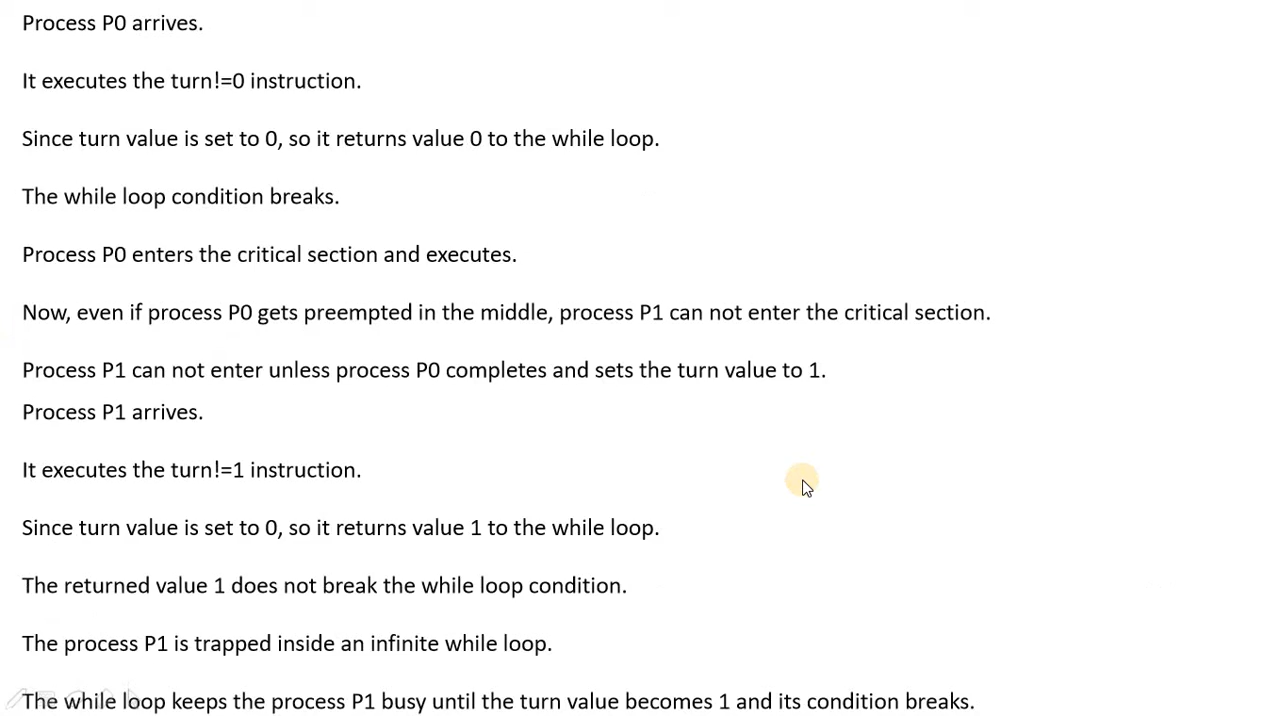 Process P0 arrives.
It executes the turn!=0 instruction.
Since turn value is set to 0, so it returns value 0 to the while loop.
The while loop condition breaks.
Process P0 enters the critical section and executes.
Now, even if process P0 gets preempted in the middle, process P1 can not enter the critical section.
Process P1 can not enter unless process P0 completes and sets the turn value to 1.
Process P1 arrives.
It executes the turn!=1 instruction.
Since turn value is set to 0, so it returns value 1 to the while loop.
The returned value 1 does not break the while loop condition.
The process P1 is trapped inside an infinite while loop.
The while loop keeps the process P1 busy until the turn value becomes 1 and its condition breaks.